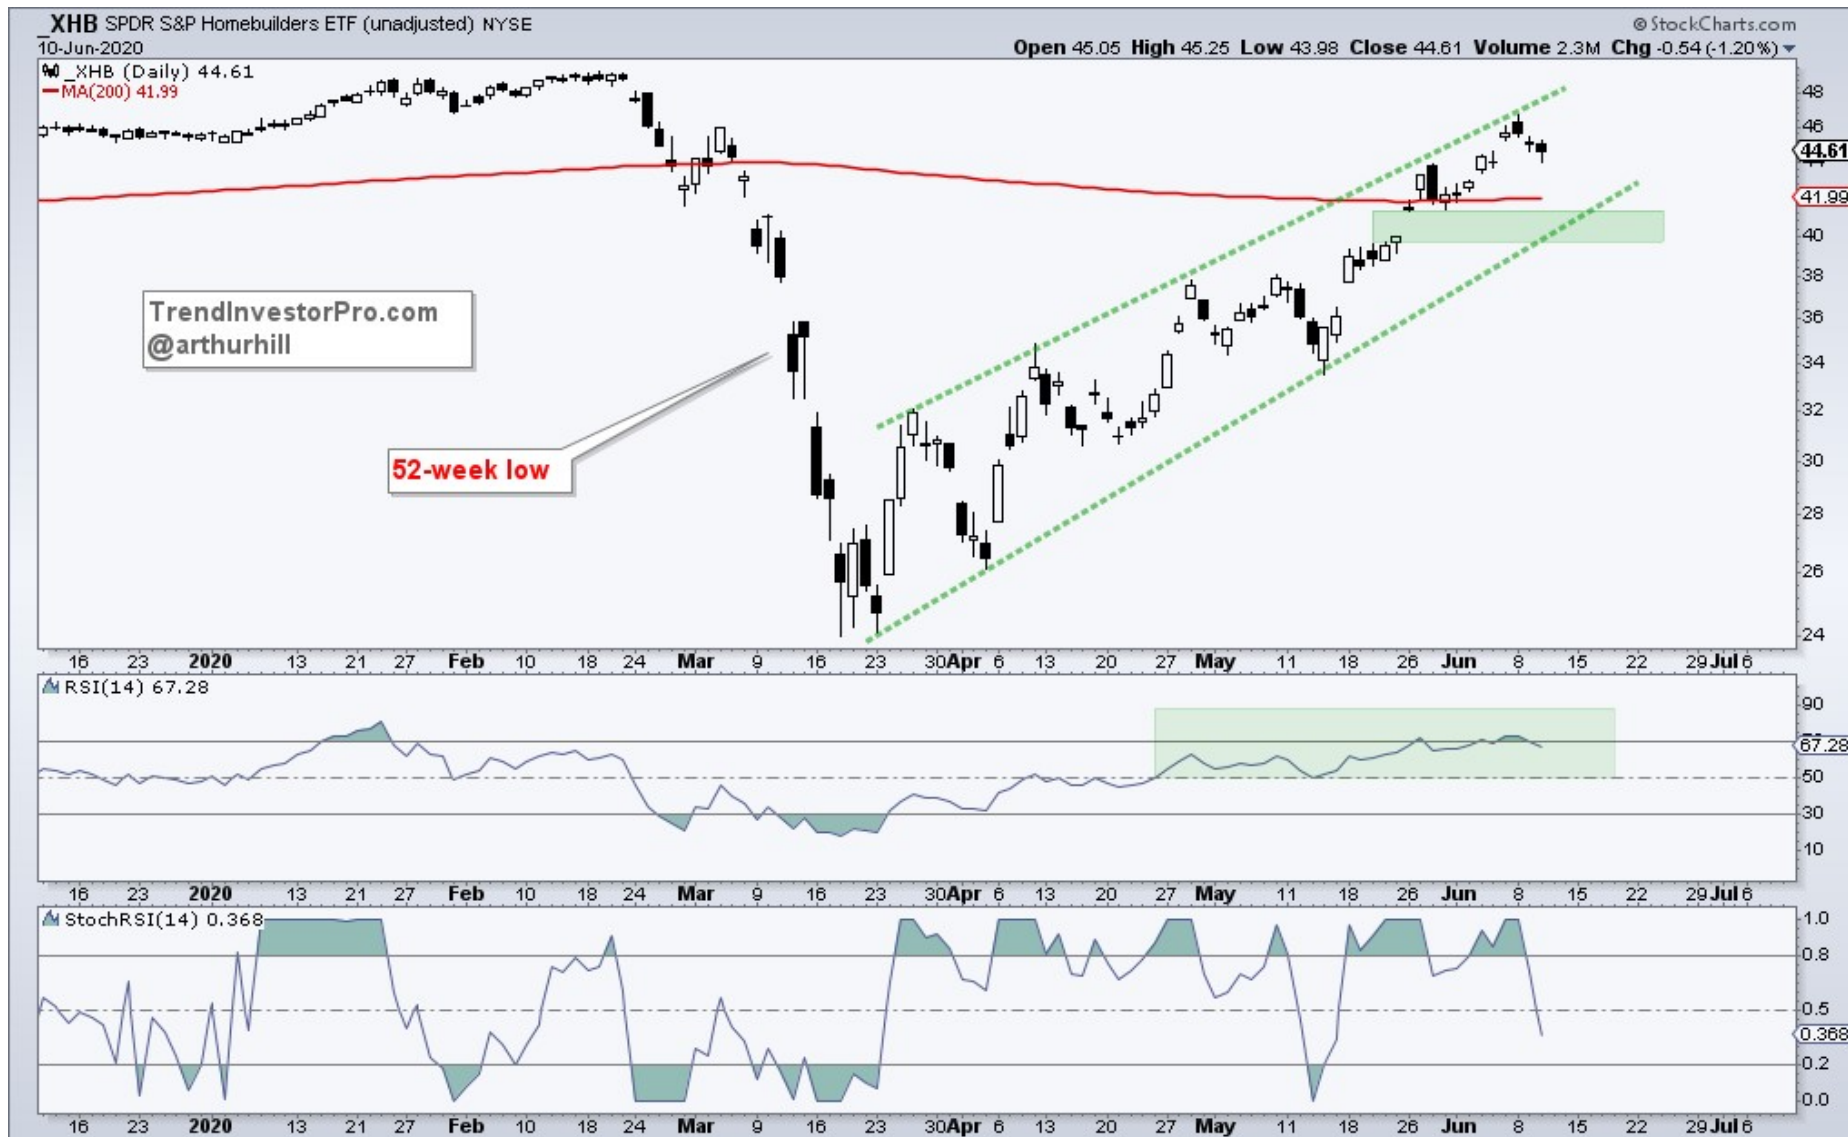 _XHB SPDR S&P Homebuilders ETF (unadjusted) NYSE
© StockCharts.com
10-Jun-2020
Open 45.05 High 45.25 Low 43.98 Close 44.61 Volume 2.3M Chg -0.54 (-1.20%)
_XHB (Daily) 44.61
MA(200) 41.99
48
46
44.61
41.99
40
38
36
34
32
30
28
26
24
TrendInvestorPro.com
@arthurhill
52-week low
16 23 2020 13 21 27 Feb 10 18 24 Mar 9 16 23 30 Apr 6 13 20 27 May 11 18 26 Jun 8 15 22 29 Jul 6
RSI(14) 67.28
90
67.28
50
30
10
16 23 2020 13 21 27 Feb 10 18 24 Mar 9 16 23 30 Apr 6 13 20 27 May 11 18 26 Jun 8 15 22 29 Jul 6
StochRSI(14) 0.368
1.0
0.8
0.5
0.368
0.2
0.0
16 23 2020 13 21 27 Feb 10 18 24 Mar 9 16 23 30 Apr 6 13 20 27 May 11 18 26 Jun 8 15 22 29 Jul 6